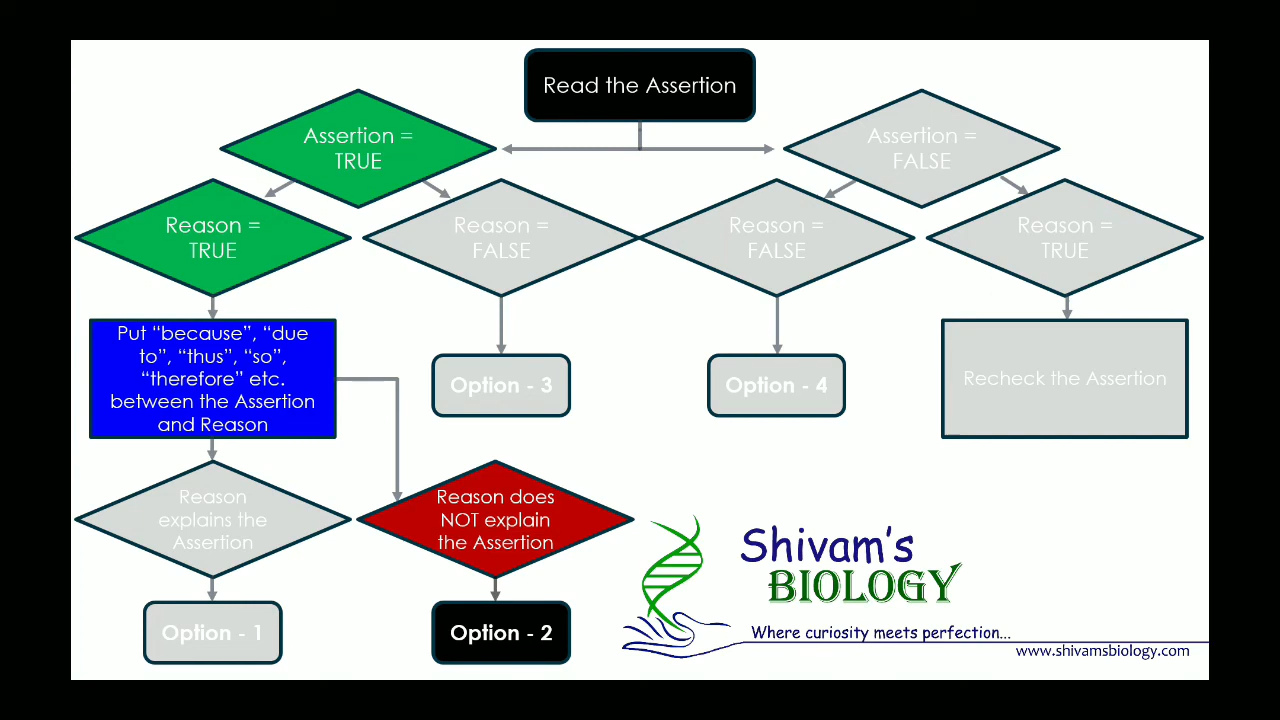 Read the Assertion
Assertion =
TRUE
Assertion =
FALSE
Reason =
TRUE
Reason =
FALSE
Reason =
FALSE
Reason =
TRUE
Put “because”, “due
to”, “thus”, “so”,
“therefore” etc.
between the Assertion
and Reason
Option - 3
Option - 4
Recheck the Assertion
Reason
explains the
Assertion
Reason does
NOT explain
the Assertion
Option - 1
Option - 2
Shivam's
BIOLOGY
Where curiosity meets perfection...
www.shivamsbiology.com